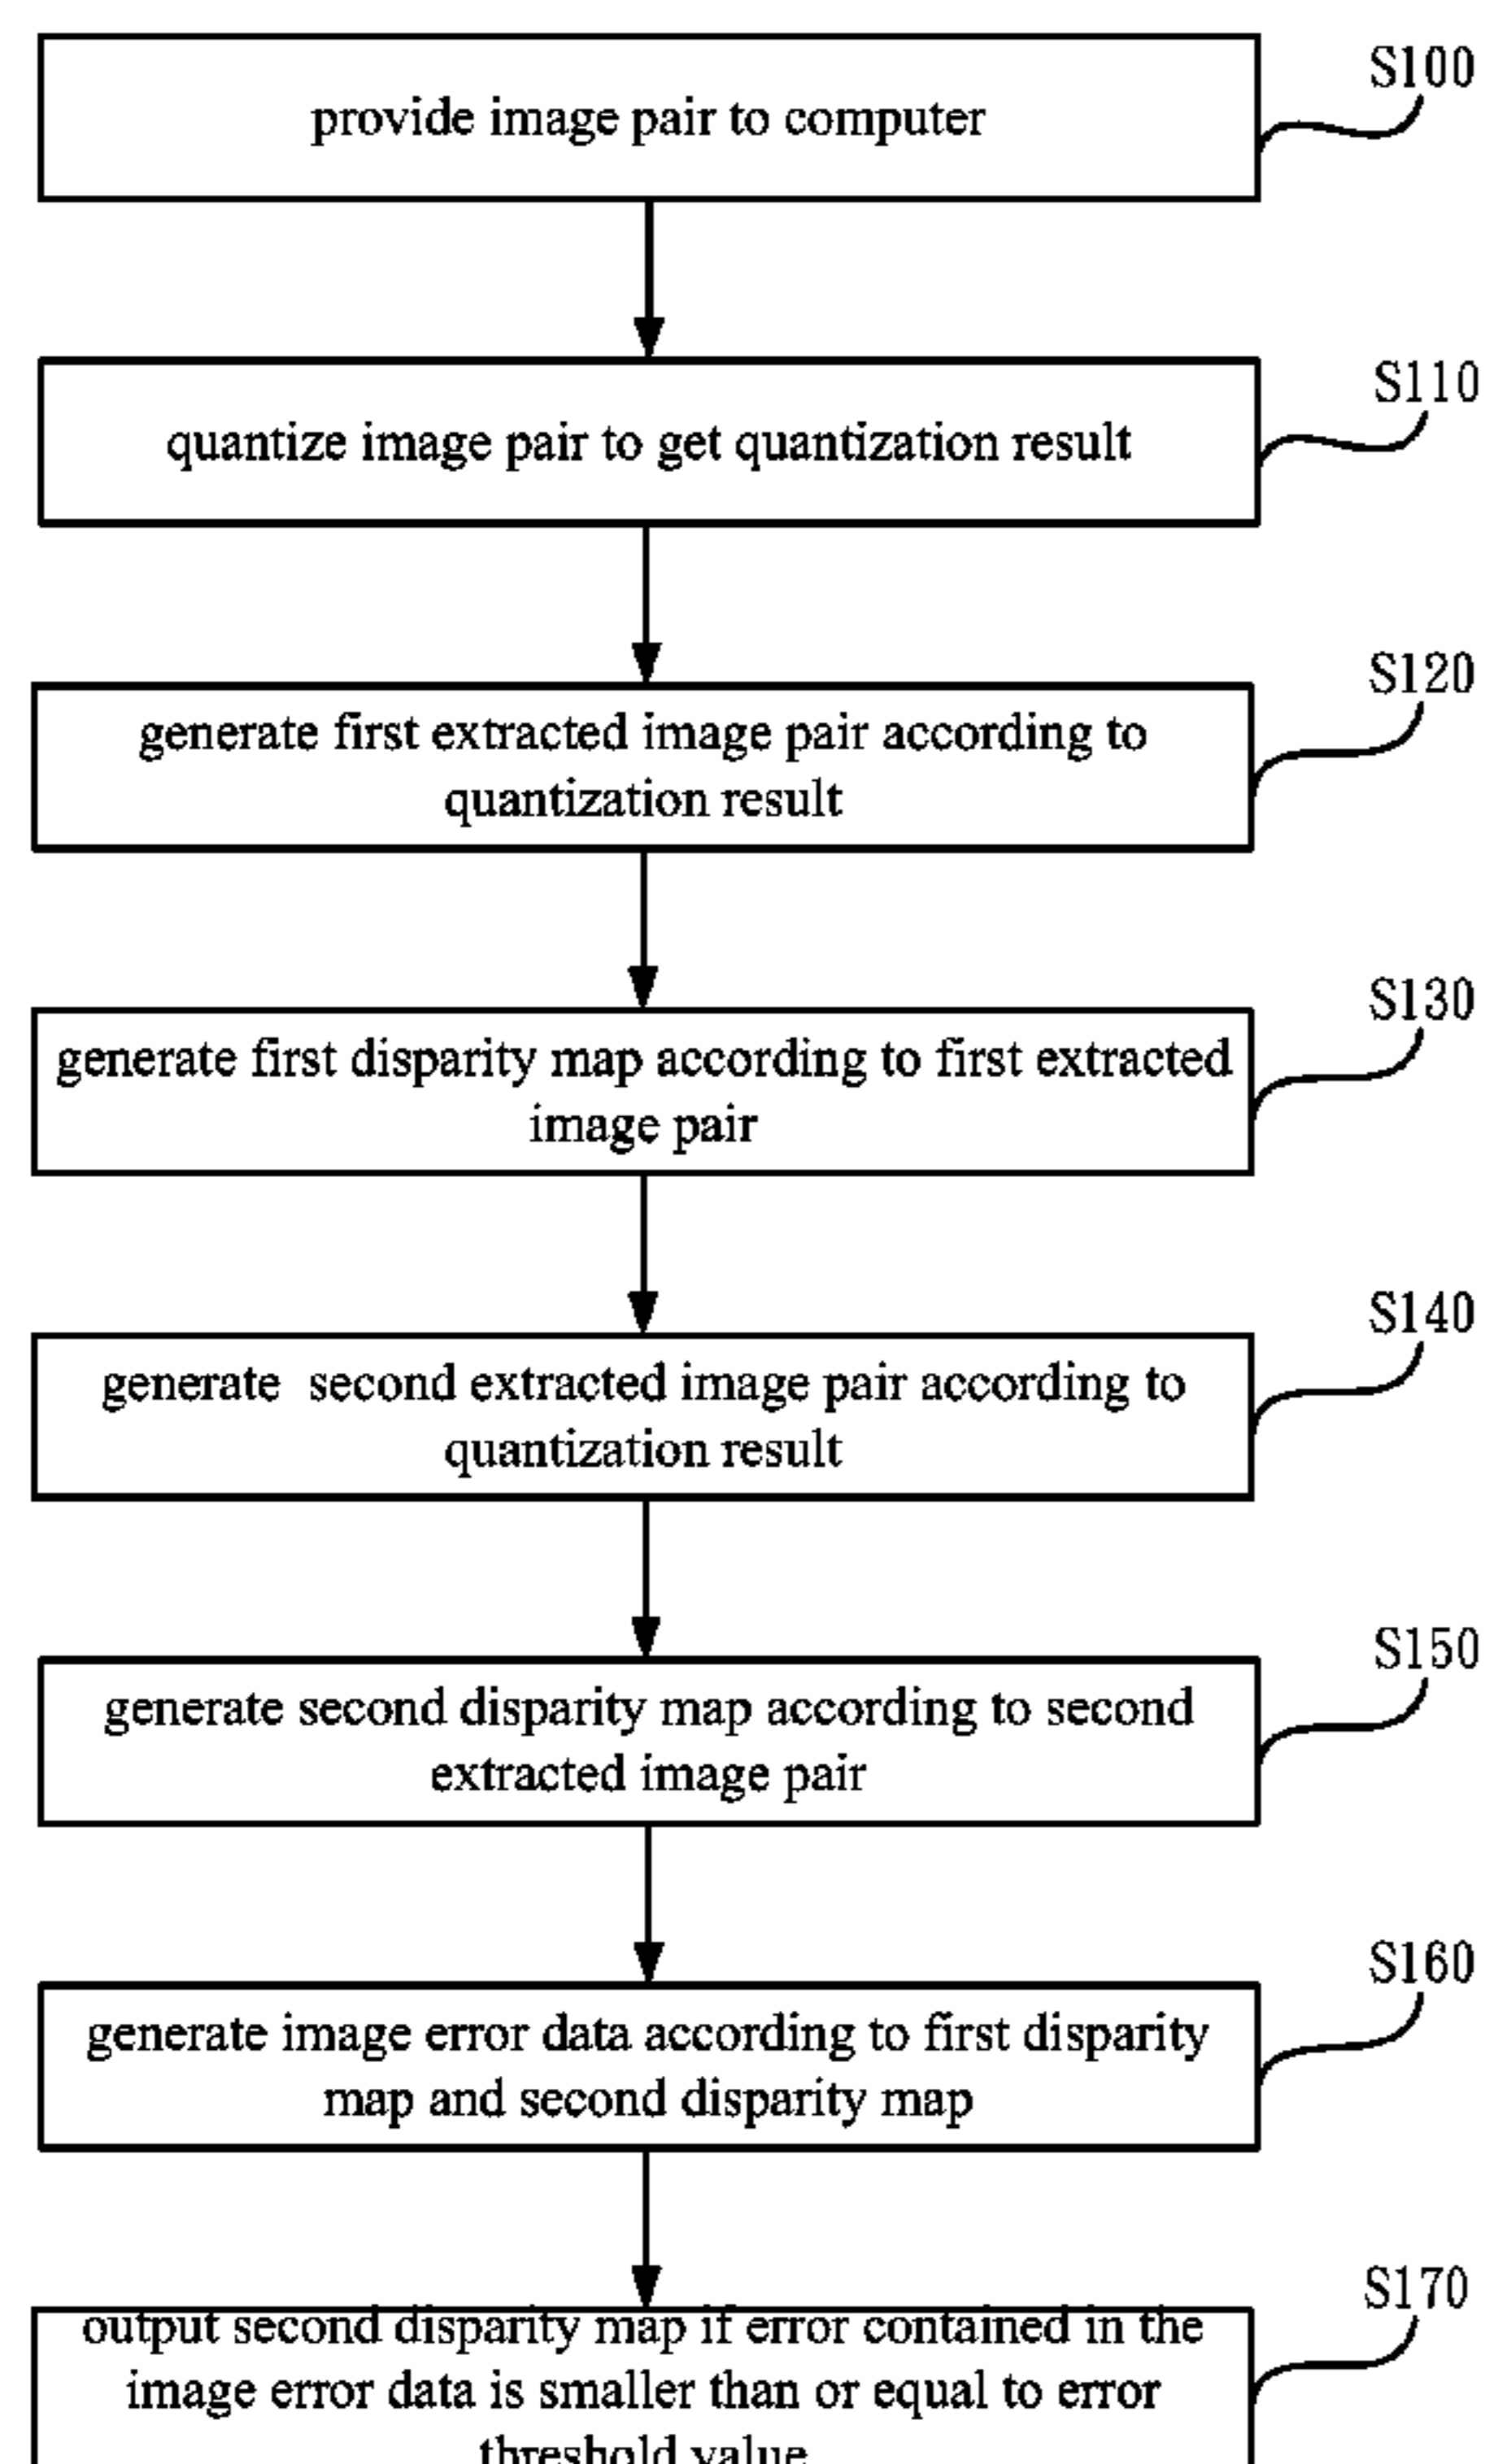 S100
provide image pair to computer
S110
quantize image pair to get quantization result
S120
generate first extracted image pair according to
quantization result
S130
generate first disparity map according to first extracted
image pair
S140
generate second extracted image pair according to
quantization result
S150
generate second disparity map according to second
extracted image pair
S160
generate image error data according to first disparity
map and second disparity map
S170
output second disparity map if error contained in the
image error data is smaller than or equal to error
threshold value